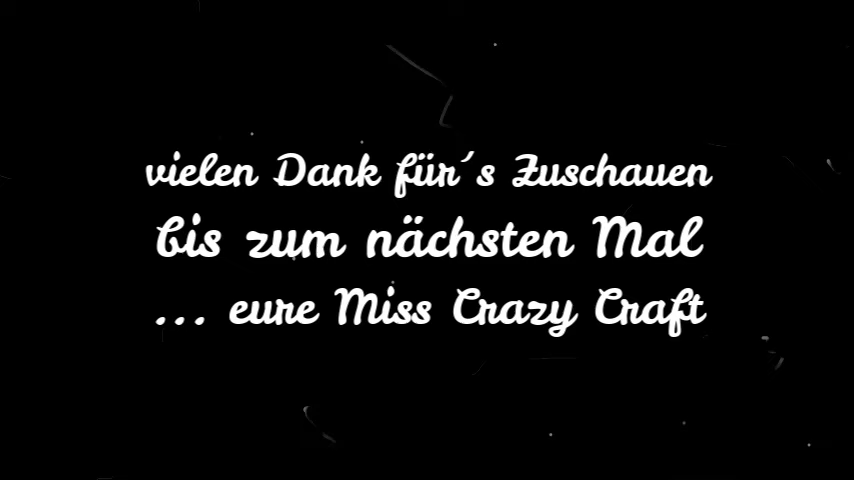 vielen Dank für´s Zuschauen
bis zum nächsten Mal
... eure Miss Crazy Craft